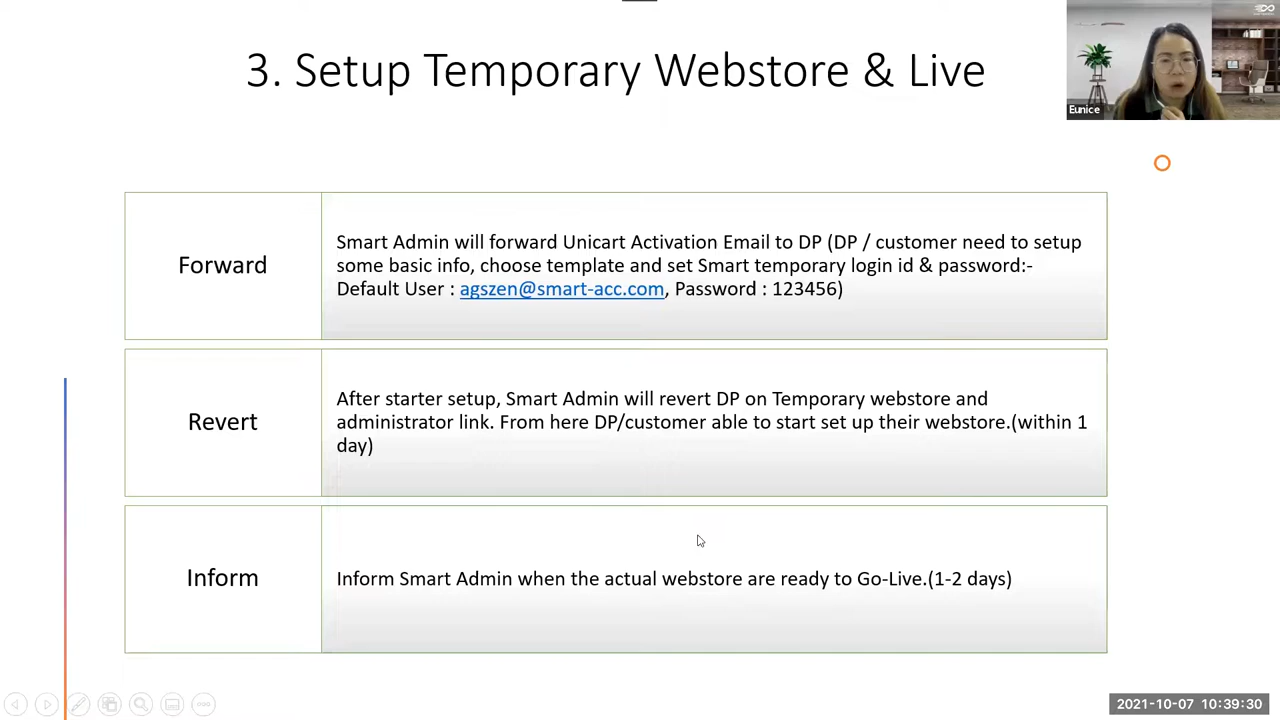 3. Setup Temporary Webstore & Live
Eunice
Forward
Smart Admin will forward Unicart Activation Email to DP (DP / customer need to setup
some basic info, choose template and set Smart temporary login id & password:-
Default User : agszen@smart-acc.com, Password : 123456)
Revert
After starter setup, Smart Admin will revert DP on Temporary webstore and
administrator link. From here DP/customer able to start set up their webstore.(within 1
day)
Inform
Inform Smart Admin when the actual webstore are ready to Go-Live.(1-2 days)
2021-10-07 10:39:30